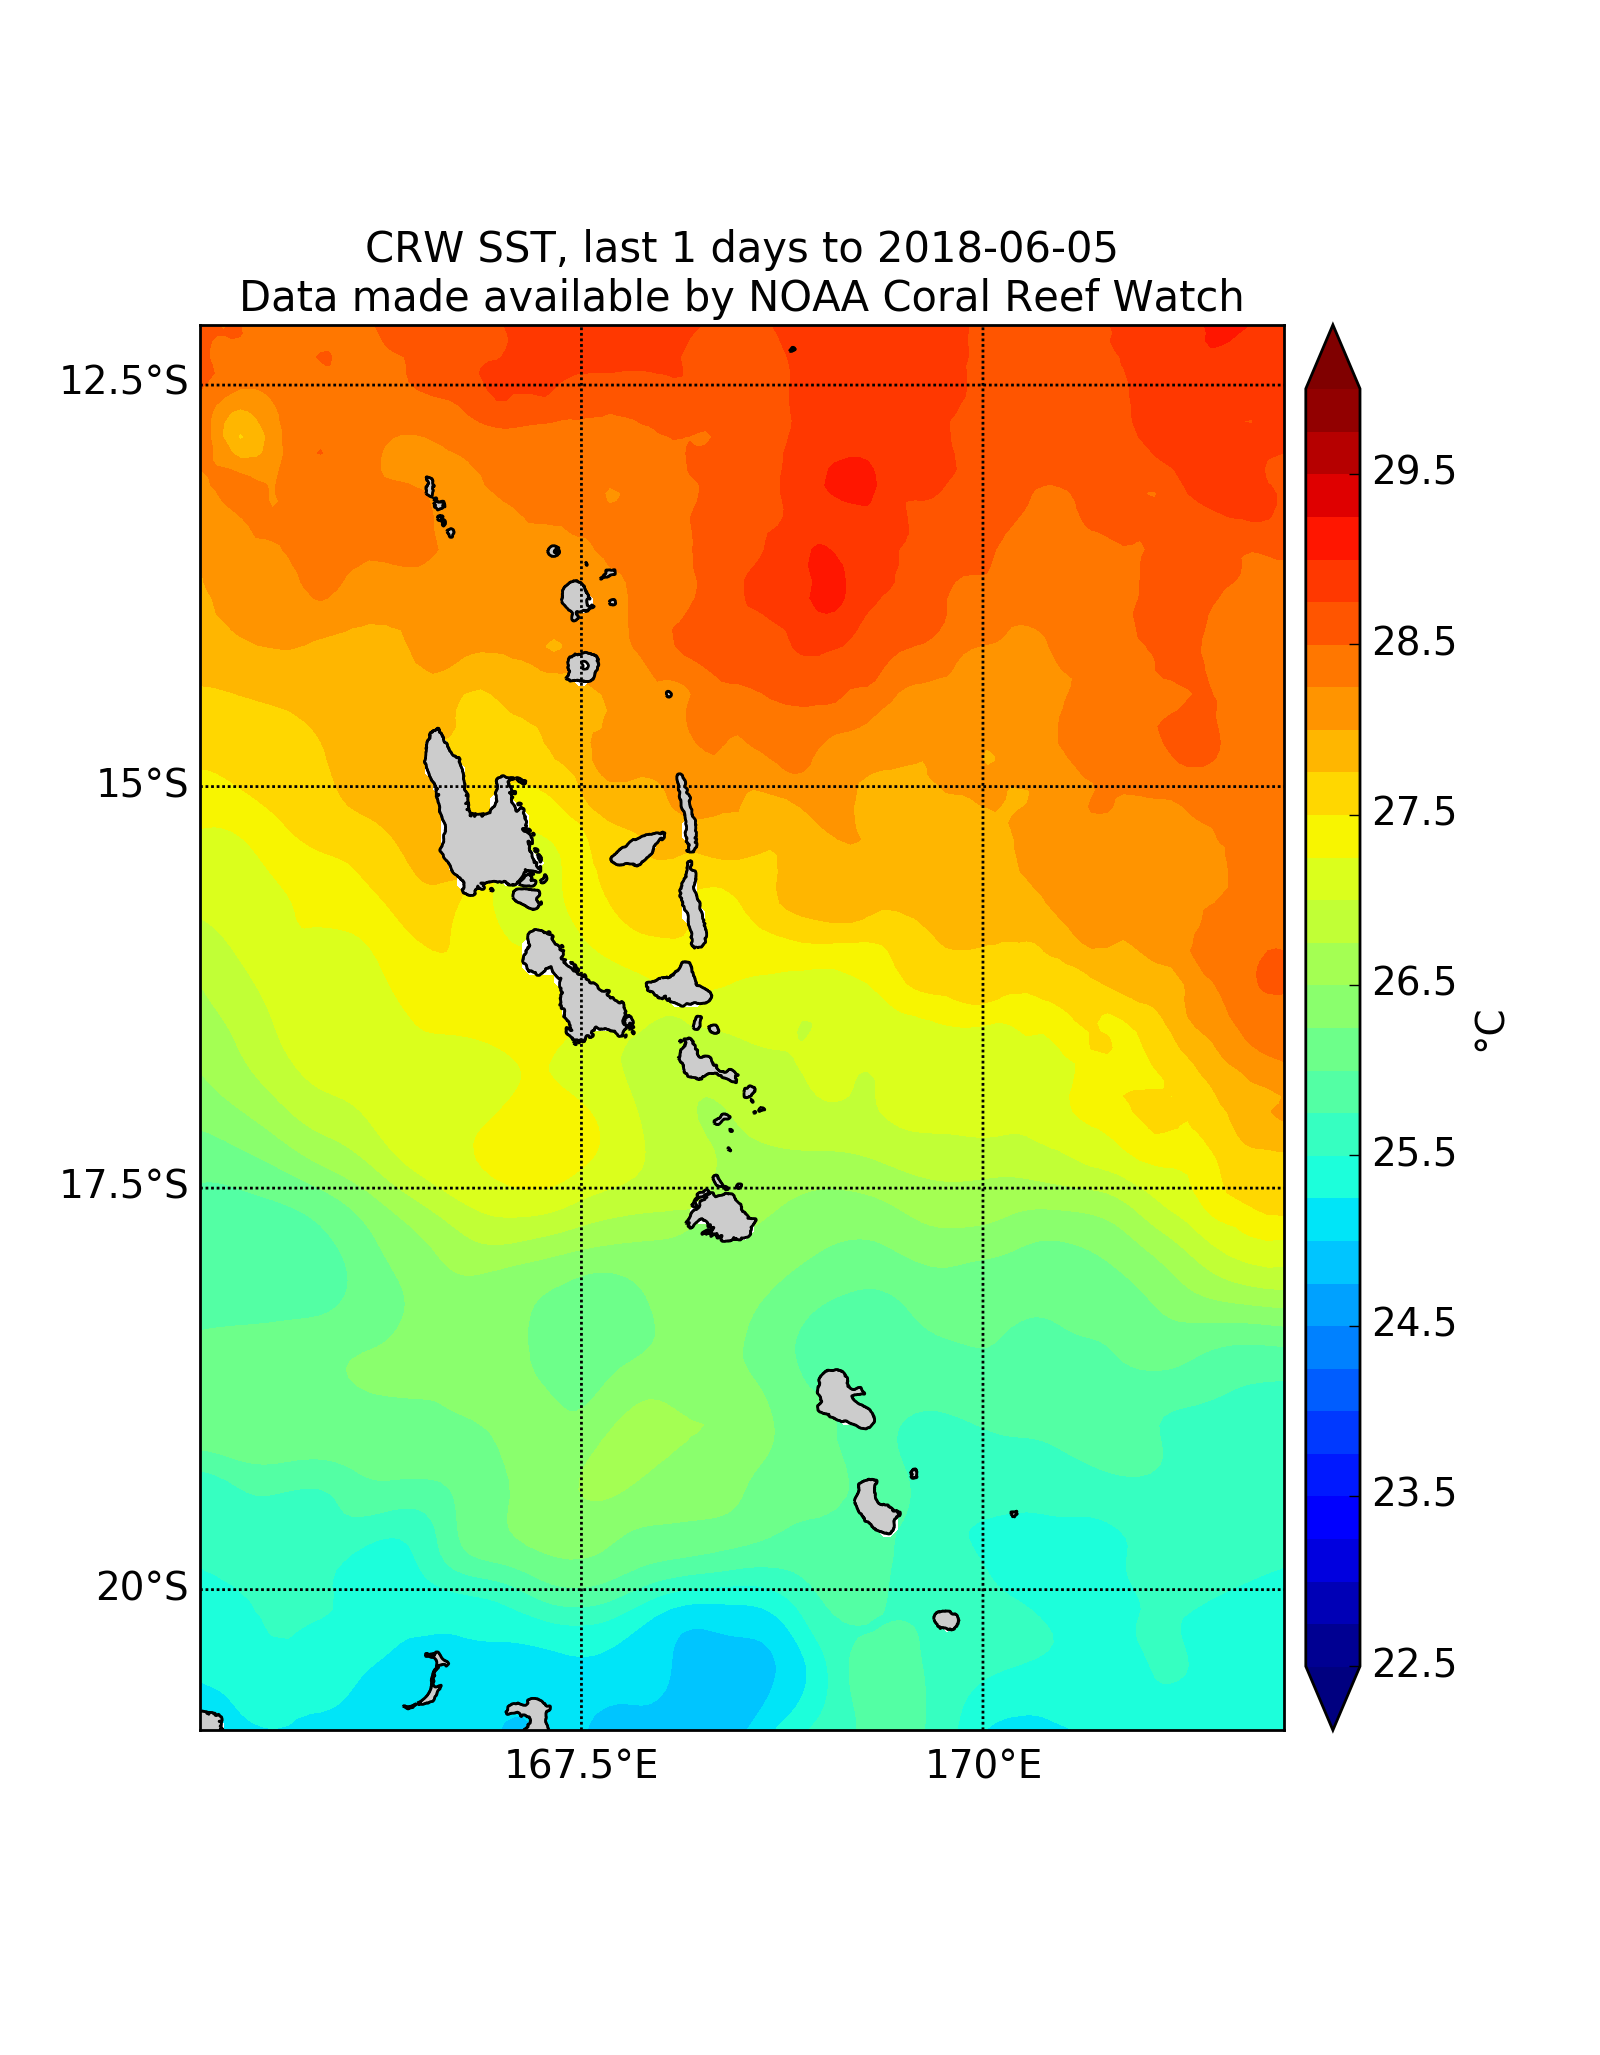 CRW SST, last 1 days to 2018-06-05
Data made available by NOAA Coral Reef Watch
12.5°S
15°S
17.5°S
20°S
167.5°E
170°E
29.5
28.5
27.5
26.5
25.5
24.5
23.5
22.5
°C